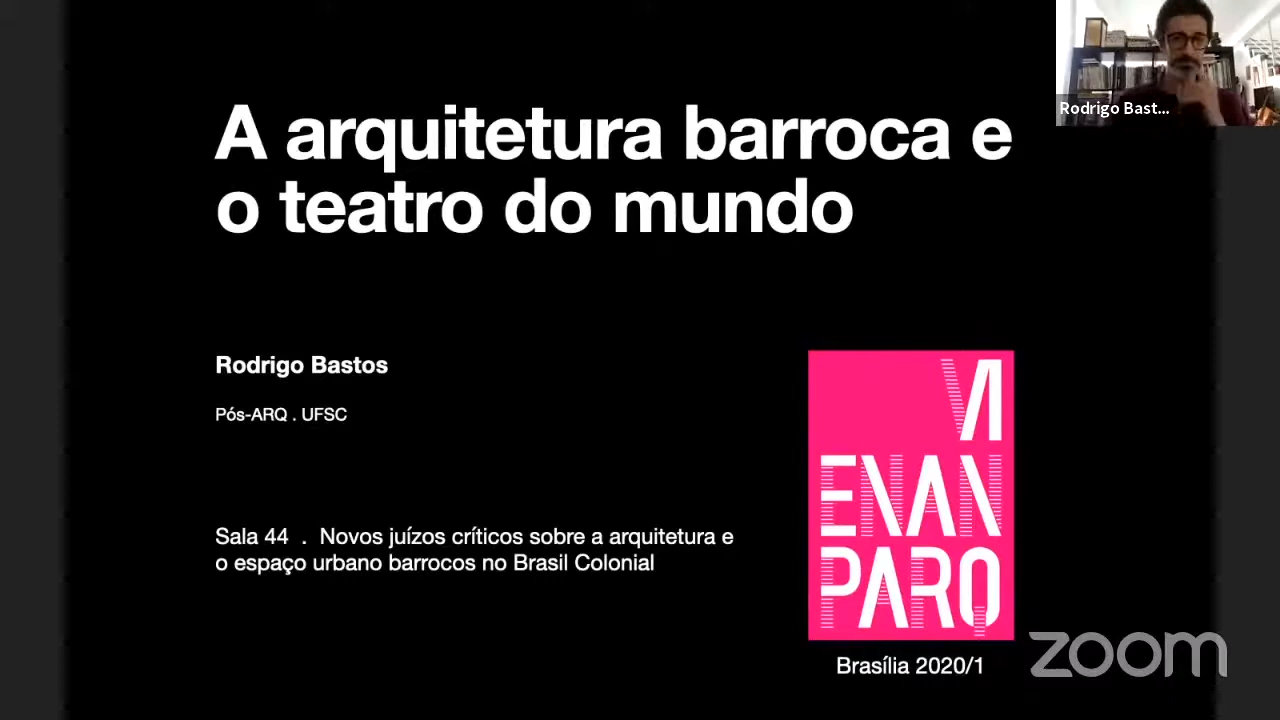 A arquitetura barroca e
o teatro do mundo
Rodrigo Bast...
Rodrigo Bastos
Pós-ARQ . UFSC
Sala 44 . Novos juízos críticos sobre a arquitetura e
o espaço urbano barrocos no Brasil Colonial
VI
ENAN
PARQ
Brasília 2020/1
zoom